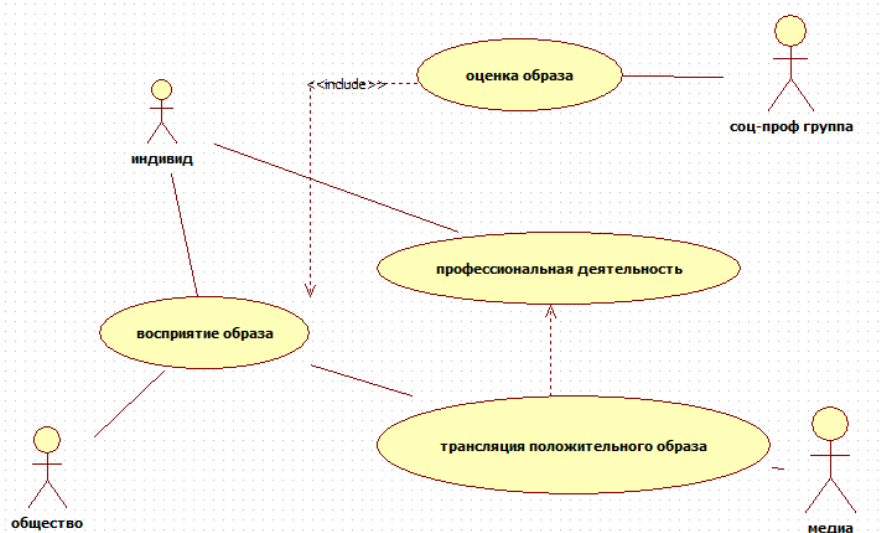 оценка образа
<<include>>
соц-проф группа
индивид
профессиональная деятельность
восприятие образа
трансляция положительного образа
общество
медиа